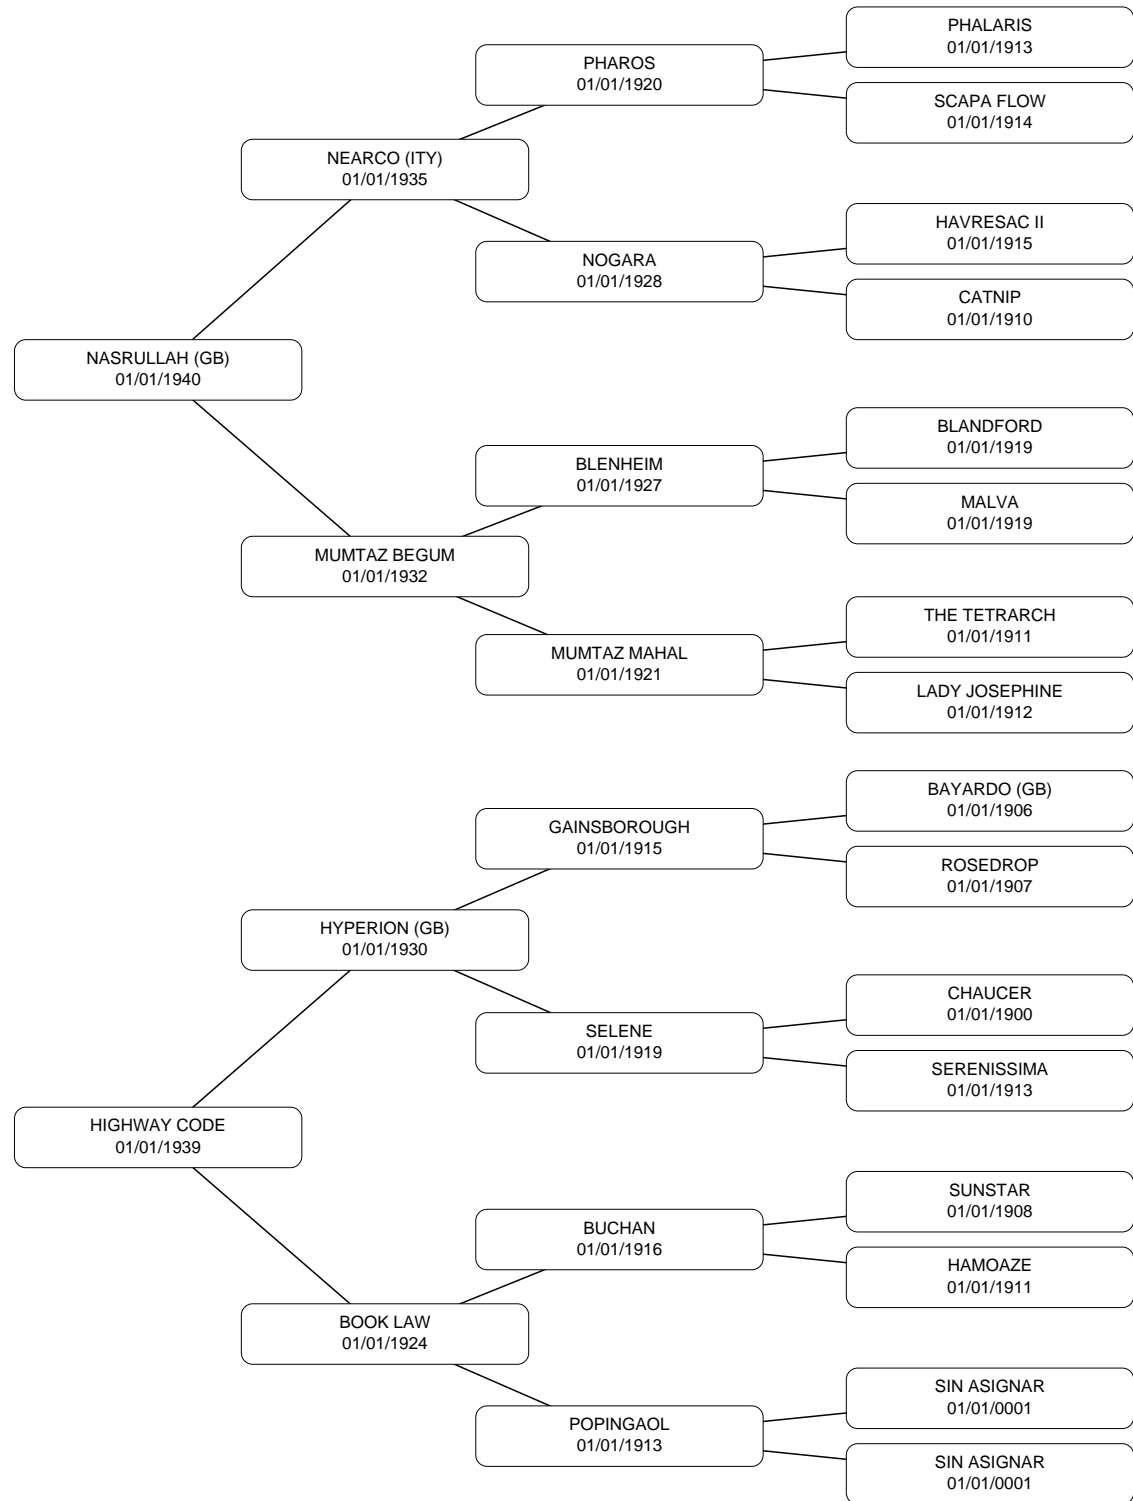 PHALARIS
01/01/1913
PHAROS
01/01/1920
SCAPA FLOW
01/01/1914
NEARCO (ITY)
01/01/1935
HAVRESAC II
01/01/1915
NOGARA
01/01/1928
CATNIP
01/01/1910
NASRULLAH (GB)
01/01/1940
BLANDFORD
01/01/1919
BLENHEIM
01/01/1927
MALVA
01/01/1919
MUMTAZ BEGUM
01/01/1932
THE TETRARCH
01/01/1911
MUMTAZ MAHAL
01/01/1921
LADY JOSEPHINE
01/01/1912
BAYARDO (GB)
01/01/1906
GAINSBOROUGH
01/01/1915
ROSEDROP
01/01/1907
HYPERION (GB)
01/01/1930
CHAUCER
01/01/1900
SELENE
01/01/1919
SERENISSIMA
01/01/1913
HIGHWAY CODE
01/01/1939
SUNSTAR
01/01/1908
BUCHAN
01/01/1916
HAMOAZE
01/01/1911
BOOK LAW
01/01/1924
SIN ASIGNAR
01/01/0001
POPINGAOL
01/01/1913
SIN ASIGNAR
01/01/0001